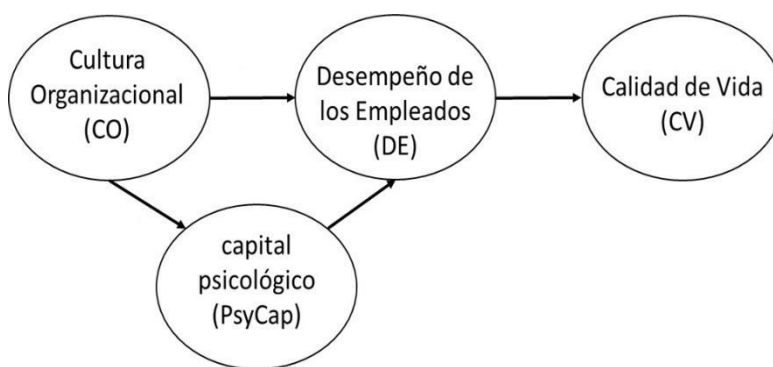 Cultura
Organizacional
(CO)
Desempeño de
los Empleados
(DE)
Calidad de Vida
(CV)
capital
psicológico
(PsyCap)